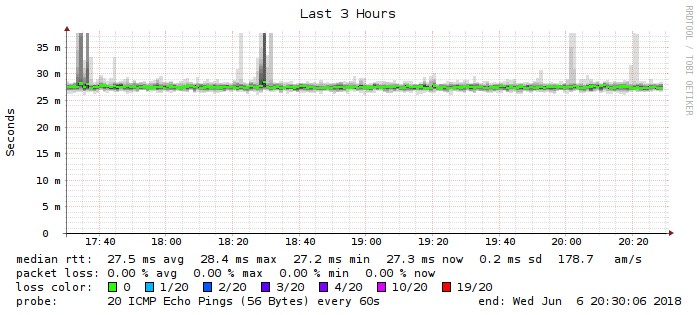 Last 3 Hours
RRDTOOL / TOBI OETIKER
Seconds
35 m
30 m
25 m
20 m
15 m
10 m
5 m
0
17:40 18:00 18:20 18:40 19:00 19:20 19:40 20:00 20:20
median rtt: 27.5 ms avg 28.4 ms max 27.2 ms min 27.3 ms now 0.2 ms sd 178.7 am/s
packet loss: 0.00 % avg 0.00 % max 0.00 % min 0.00 % now
loss color: 0 1/20 2/20 3/20 4/20 10/20 19/20
probe: 20 ICMP Echo Pings (56 Bytes) every 60s end: Wed Jun 6 20:30:06 2018